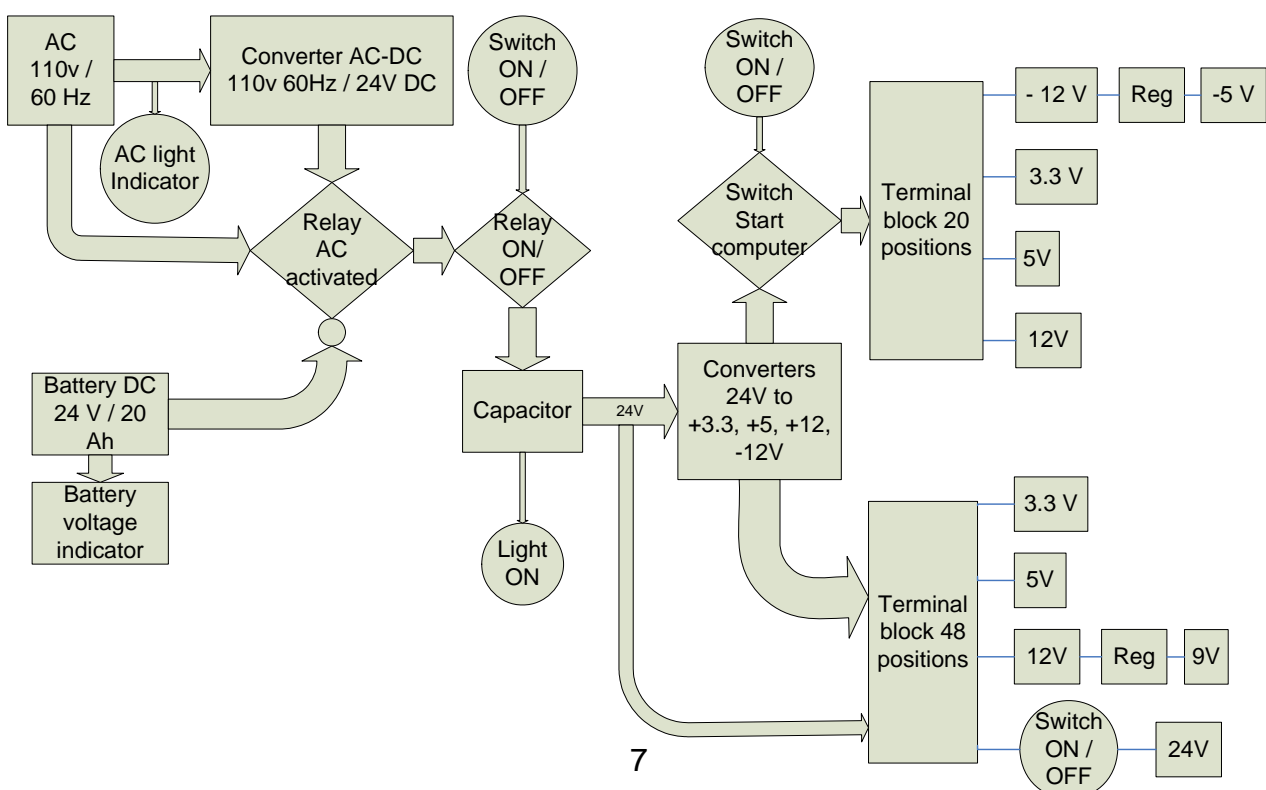 AC
110v /
60 Hz
Converter AC-DC
110v 60Hz / 24V DC
Switch
ON /
OFF
AC light
Indicator
Relay
AC
activated
Relay
ON/
OFF
Battery DC
24 V / 20
Ah
Battery
voltage
indicator
Capacitor
24V
Light
ON
Switch
ON /
OFF
Switch
Start
computer
Converters
24V to
+3.3, +5, +12,
-12V
Terminal
block 20
positions
- 12 V
Reg
-5 V
3.3 V
5V
12V
Terminal
block 48
positions
3.3 V
5V
12V
Reg
9V
Switch
ON /
OFF
24V
7